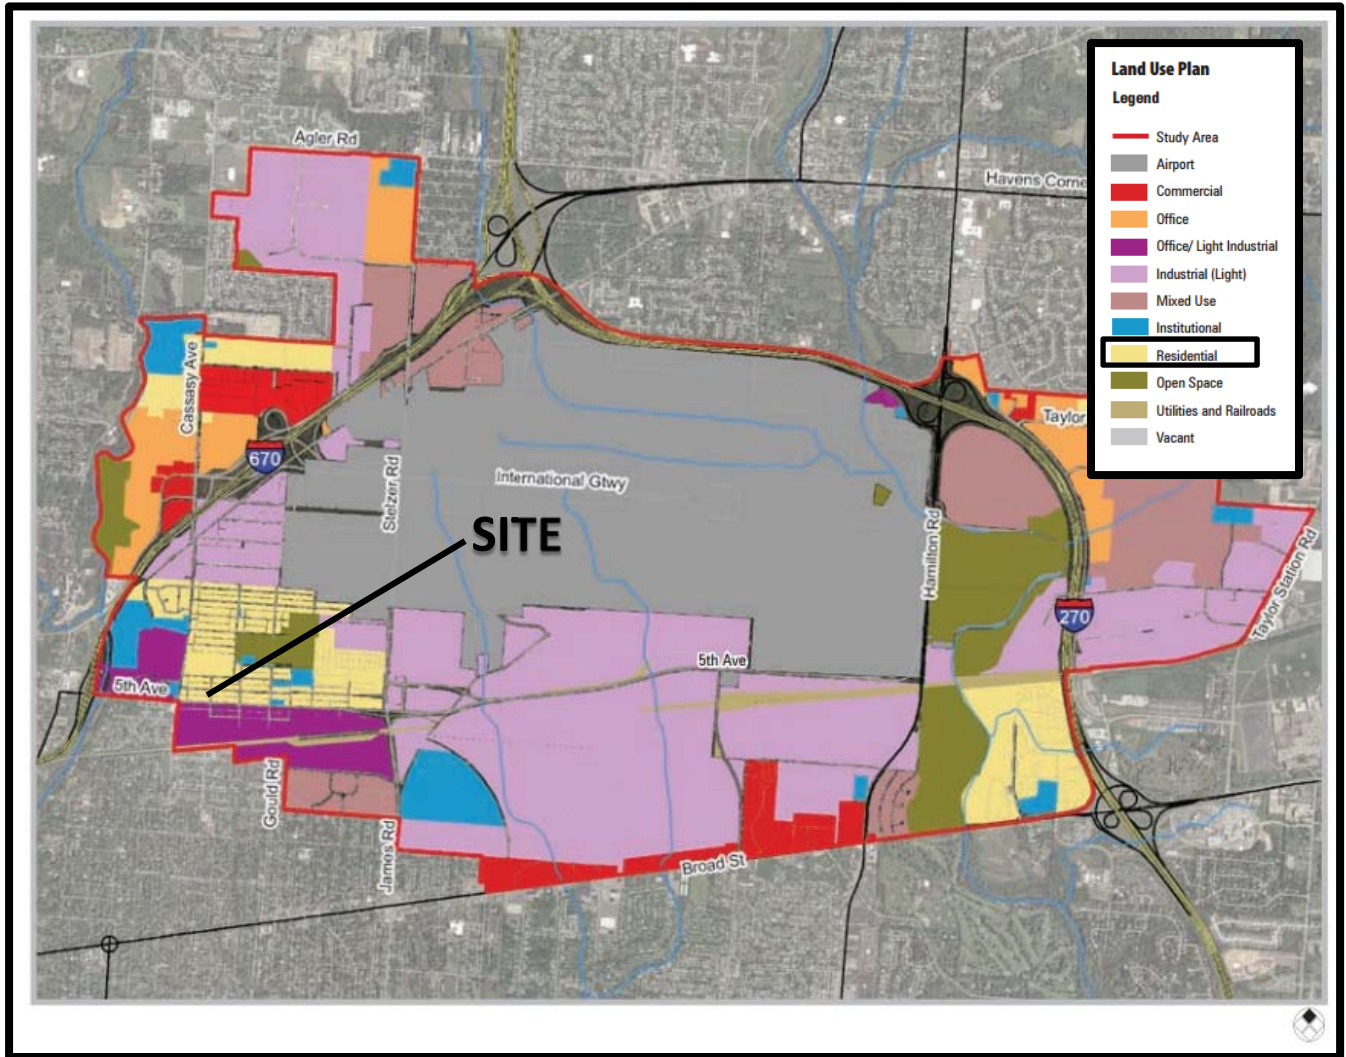 Land Use Plan
Legend
Study Area
Airport
Commercial
Office
Office/ Light Industrial
Industrial (Light)
Mixed Use
Institutional
Residential
Open Space
Utilities and Railroads
Vacant
Agler Rd
Havens Corne
Cassasy Ave
Taylor
670
Stelzer Rd
International Gtwy
SITE
Hamilton Rd
Taylor Station Rd
270
5th Ave
5th Ave
Gould Rd
James Rd
Broad St